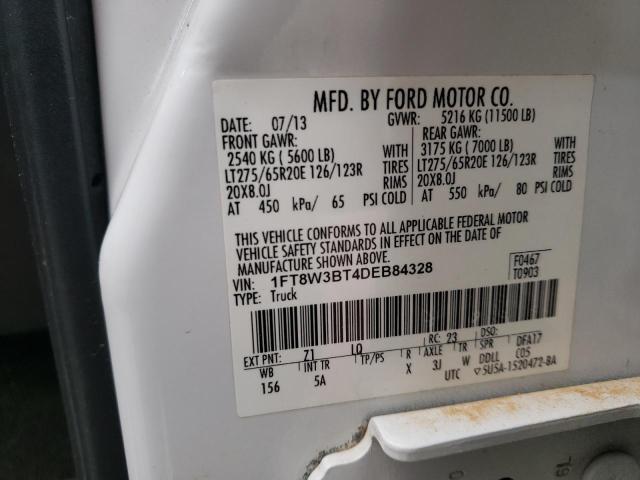 MFD. BY FORD MOTOR CO.
DATE: 07/13 GVWR: 5216 KG (11500 LB)
FRONT GAWR: REAR GAWR:
2540 KG ( 5600 LB) WITH 3175 KG ( 7000 LB) WITH
LT275/65R20E 126/123R TIRES LT275/65R20E 126/123R TIRES
20X8.0J RIMS 20X8.0J RIMS
AT 450 kPa/ 65 PSI COLD AT 550 kPa/ 80 PSI COLD
THIS VEHICLE CONFORMS TO ALL APPLICABLE FEDERAL MOTOR
VEHICLE SAFETY STANDARDS IN EFFECT ON THE DATE OF
MANUFACTURE SHOWN ABOVE.
VIN: 1FT8W3BT4DEB84328 F0467
TYPE: Truck T0903
EXT PNT: Z1 LQ RC: 23 DSO:
WB INT TR TP/PS R AXLE TR SPR DFA17
156 5A X 3J W DDLL C05
UTC ▽5U5A-1520472-BA